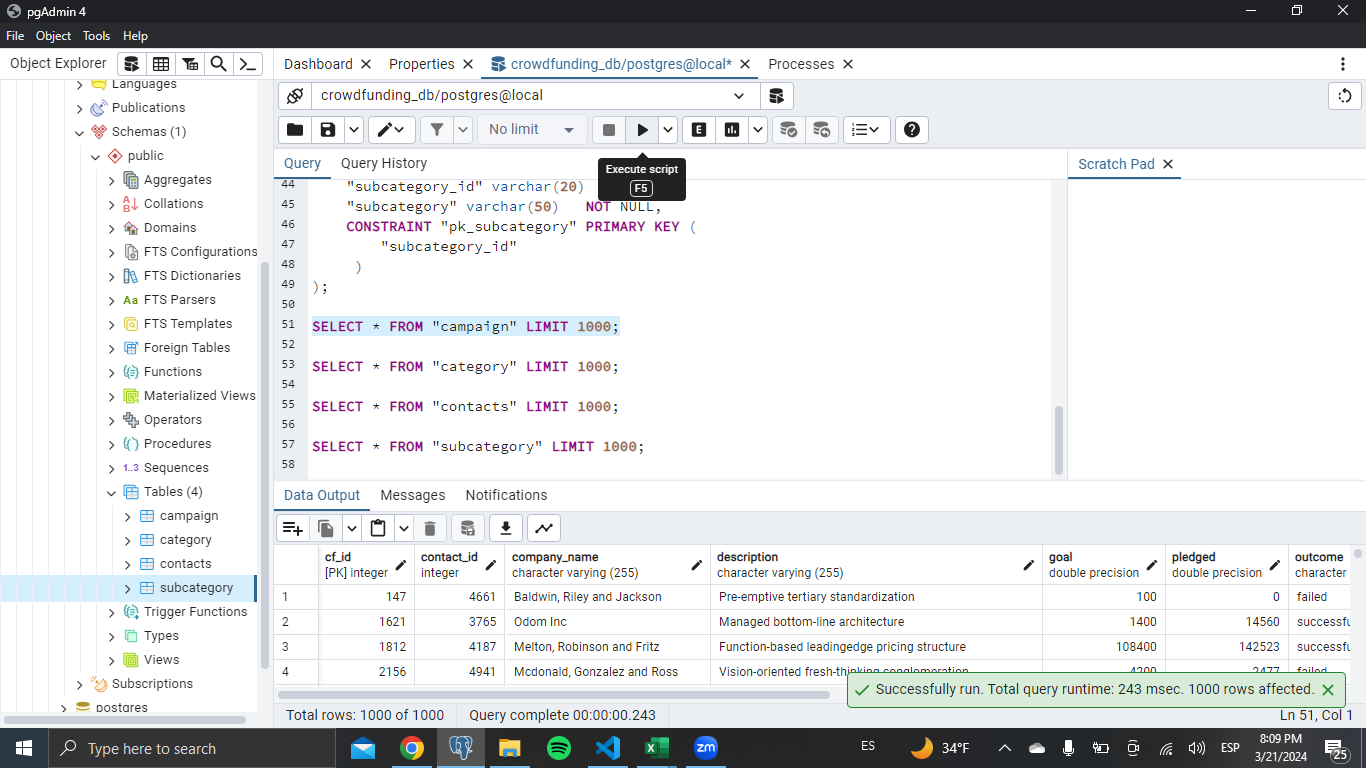 pgAdmin 4
File Object Tools Help
Object Explorer
Dashboard Properties crowdfunding_db/postgres@local* Processes
crowdfunding_db/postgres@local
No limit
E
Query Query History
Scratch Pad
Execute script
F5
Languages
Publications
Schemas (1)
public
Aggregates
Collations
Domains
FTS Configurations
FTS Dictionaries
Aa FTS Parsers
FTS Templates
Foreign Tables
Functions
Materialized Views
Operators
Procedures
1..3 Sequences
Tables (4)
campaign
category
contacts
subcategory
Trigger Functions
Types
Views
Subscriptions
postgres
44 "subcategory_id" varchar(20)
45 "subcategory" varchar(50) NOT NULL,
46 CONSTRAINT "pk_subcategory" PRIMARY KEY (
47 "subcategory_id"
48 )
49 );
50
51 SELECT * FROM "campaign" LIMIT 1000;
52
53 SELECT * FROM "category" LIMIT 1000;
54
55 SELECT * FROM "contacts" LIMIT 1000;
56
57 SELECT * FROM "subcategory" LIMIT 1000;
58
Data Output Messages Notifications
cf_id contact_id company_name description goal pledged outcome
[PK] integer integer character varying (255) character varying (255) double precision double precision character
1 147 4661 Baldwin, Riley and Jackson Pre-emptive tertiary standardization 100 0 failed
2 1621 3765 Odom Inc Managed bottom-line architecture 1400 14560 successfu
3 1812 4187 Melton, Robinson and Fritz Function-based leadingedge pricing structure 108400 142523 successfu
4 2156 4941 Mcdonald, Gonzalez and Ross Vision-oriented fresh-thinking conglomeration 4200 2477 failed
Successfully run. Total query runtime: 243 msec. 1000 rows affected.
Total rows: 1000 of 1000 Query complete 00:00:00.243 Ln 51, Col 1
Type here to search
zm
ES
34°F
ESP
8:09 PM
3/21/2024
25